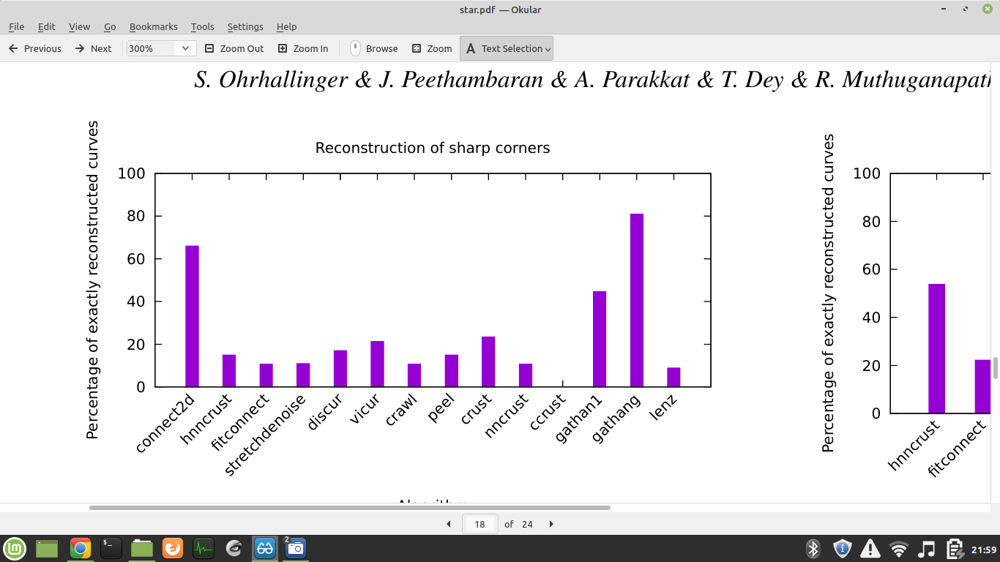 star.pdf — Okular
File Edit View Go Bookmarks Tools Settings Help
Previous Next 300% Zoom Out Zoom In Browse Zoom A Text Selection
S. Ohrhallinger & J. Peethambaran & A. Parakkat & T. Dey & R. Muthuganapath
Reconstruction of sharp corners
Percentage of exactly reconstructed curves
100
80
60
40
20
0
connect2d
hnncrust
fitconnect
stretchdenoise
discur
vicur
crawl
peel
crust
nncrust
ccrust
gathan1
gathang
lenz
Percentage of exactly reconstructed curves
100
80
60
40
20
0
hnncrust
fitconnect
18 of 24
2
21:59